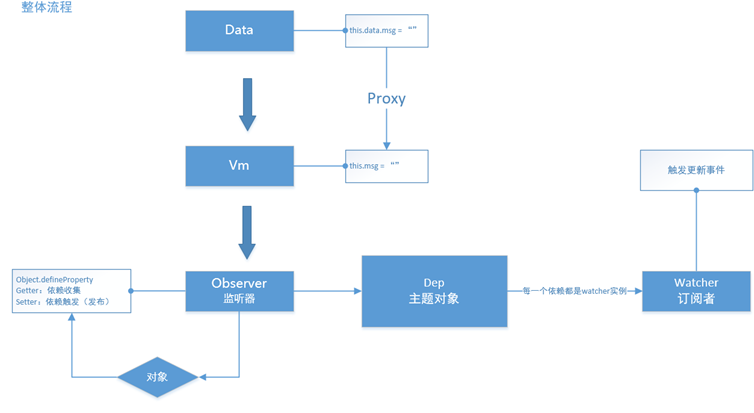 整体流程
Data
this.data.msg = “”
Proxy
Vm
this.msg = “”
触发更新事件
Object.defineProperty
Getter：依赖收集
Setter：依赖触发（发布）
Observer
监听器
Dep
主题对象
每一个依赖都是watcher实例
Watcher
订阅者
对象